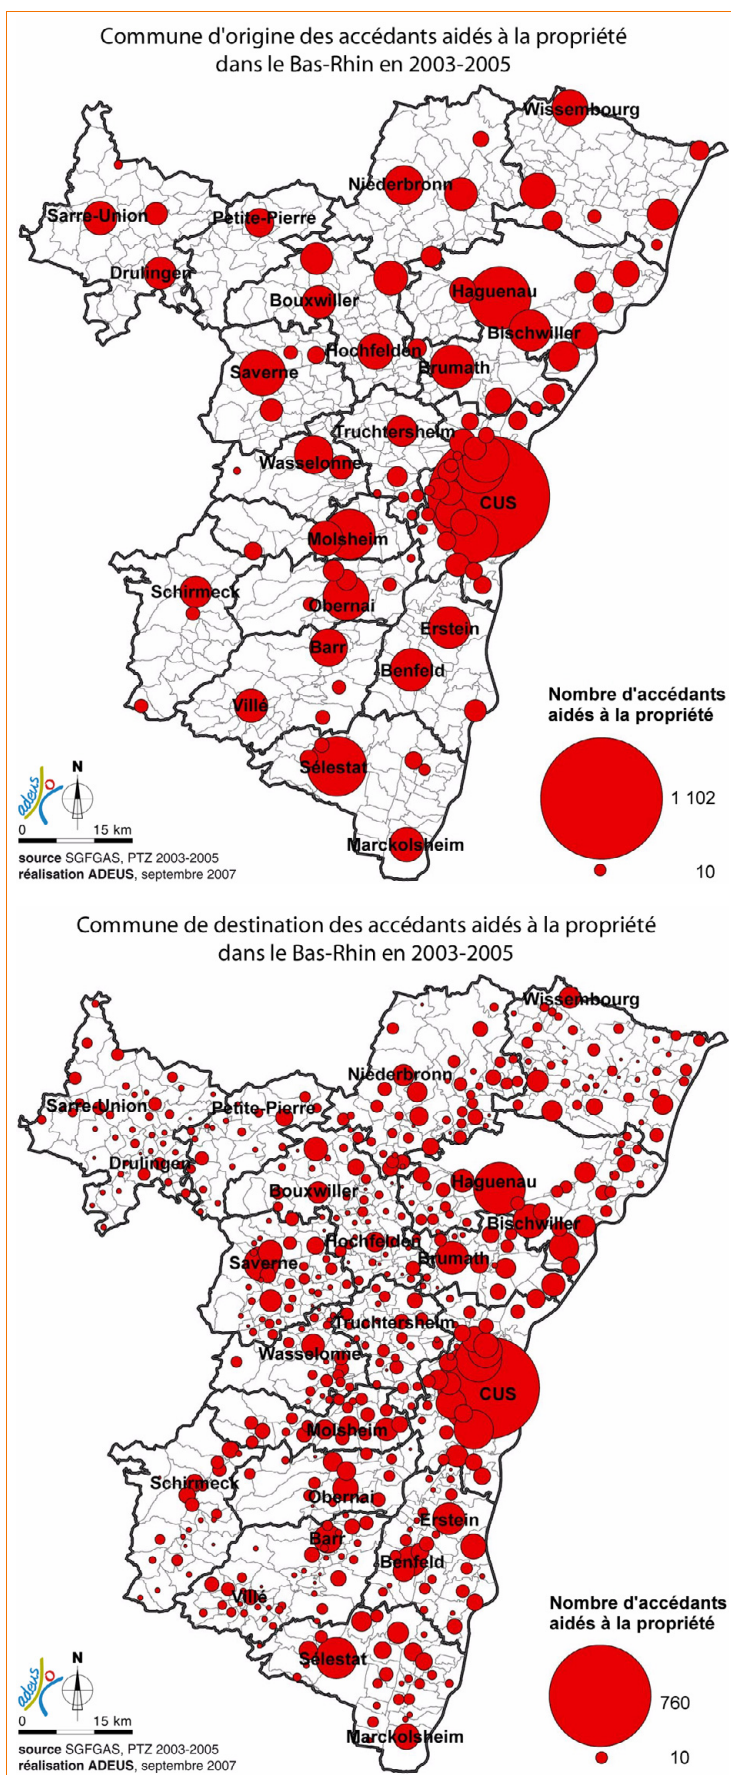 Commune d'origine des accédants aidés à la propriété
dans le Bas-Rhin en 2003-2005
Wissembourg
Niederbronn
Sarre-Union
Petite-Pierre
Drulingen
Bouxwiller
Haguenau
Bischwiller
Hochfelden
Saverne
Brumath
Truchtersheim
Wasselonne
CUS
Molsheim
Schirmeck
Obernai
Erstein
Barr
Benfeld
Villé
Sélestat
Marckolsheim
Nombre d'accédants
aidés à la propriété
1 102
10
adeus
N
0 15 km
source SGFGAS, PTZ 2003-2005
réalisation ADEUS, septembre 2007
Commune de destination des accédants aidés à la propriété
dans le Bas-Rhin en 2003-2005
Wissembourg
Niederbronn
Sarre-Union
Petite-Pierre
Drulingen
Bouxwiller
Haguenau
Bischwiller
Hochfelden
Saverne
Brumath
Truchtersheim
Wasselonne
CUS
Molsheim
Schirmeck
Obernai
Erstein
Barr
Benfeld
Villé
Sélestat
Marckolsheim
Nombre d'accédants
aidés à la propriété
760
10
adeus
N
0 15 km
source SGFGAS, PTZ 2003-2005
réalisation ADEUS, septembre 2007